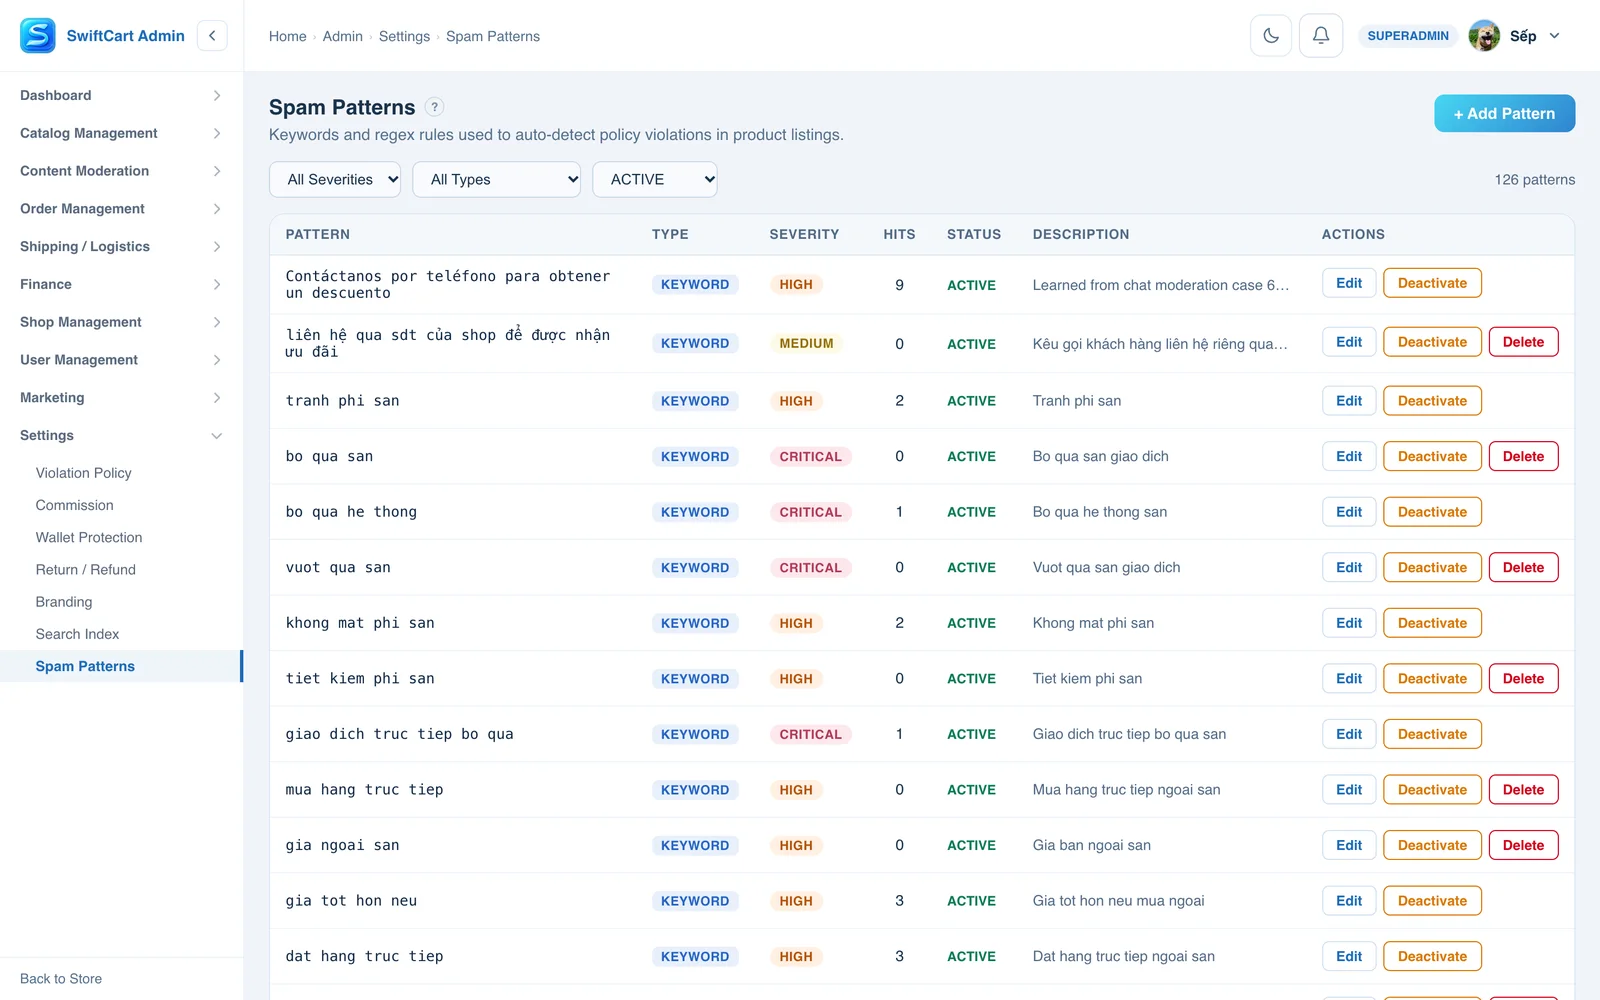 SwiftCart Admin
Home › Admin › Settings › Spam Patterns
SUPERADMIN
Sếp
Dashboard
Catalog Management
Content Moderation
Order Management
Shipping / Logistics
Finance
Shop Management
User Management
Marketing
Settings
Violation Policy
Commission
Wallet Protection
Return / Refund
Branding
Search Index
Spam Patterns
Back to Store
Spam Patterns ?
Keywords and regex rules used to auto-detect policy violations in product listings.
+ Add Pattern
All Severities All Types ACTIVE
126 patterns
PATTERN TYPE SEVERITY HITS STATUS DESCRIPTION ACTIONS
Contáctanos por teléfono para obtener
un descuento
KEYWORD HIGH 9 ACTIVE Learned from chat moderation case 6... Edit Deactivate
liên hệ qua sdt của shop để được nhận
ưu đãi
KEYWORD MEDIUM 0 ACTIVE Kêu gọi khách hàng liên hệ riêng qua... Edit Deactivate Delete
tranh phi san KEYWORD HIGH 2 ACTIVE Tranh phi san Edit Deactivate
bo qua san KEYWORD CRITICAL 0 ACTIVE Bo qua san giao dich Edit Deactivate Delete
bo qua he thong KEYWORD CRITICAL 1 ACTIVE Bo qua he thong san Edit Deactivate
vuot qua san KEYWORD CRITICAL 0 ACTIVE Vuot qua san giao dich Edit Deactivate Delete
khong mat phi san KEYWORD HIGH 2 ACTIVE Khong mat phi san Edit Deactivate
tiet kiem phi san KEYWORD HIGH 0 ACTIVE Tiet kiem phi san Edit Deactivate Delete
giao dich truc tiep bo qua KEYWORD CRITICAL 1 ACTIVE Giao dich truc tiep bo qua san Edit Deactivate
mua hang truc tiep KEYWORD HIGH 0 ACTIVE Mua hang truc tiep ngoai san Edit Deactivate Delete
gia ngoai san KEYWORD HIGH 0 ACTIVE Gia ban ngoai san Edit Deactivate Delete
gia tot hon neu KEYWORD HIGH 3 ACTIVE Gia tot hon neu mua ngoai Edit Deactivate
dat hang truc tiep KEYWORD HIGH 3 ACTIVE Dat hang truc tiep ngoai san Edit Deactivate